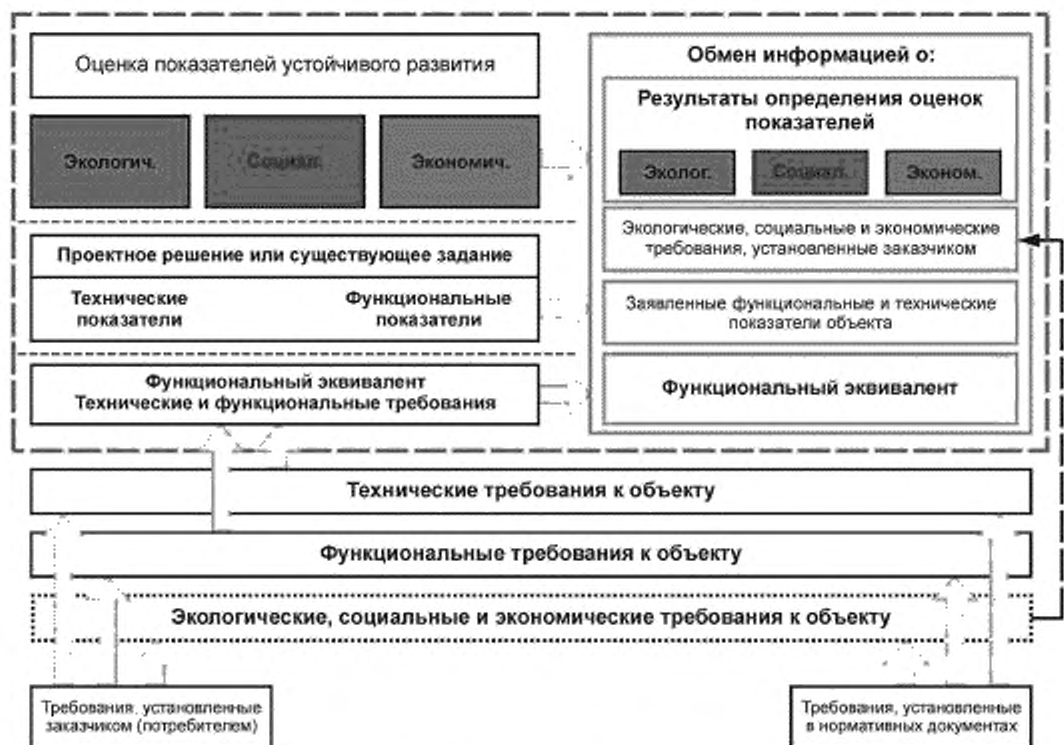 Оценка показателей устойчивого развития
Экологич.
Социал.
Экономич.
Проектное решение или существующее задание
Технические
показатели
Функциональные
показатели
Функциональный эквивалент
Технические и функциональные требования
Обмен информацией о:
Результаты определения оценок
показателей
Эколог.
Социал.
Эконом.
Экологические, социальные и экономические
требования, установленные заказчиком
Заявленные функциональные и технические
показатели объекта
Функциональный эквивалент
Технические требования к объекту
Функциональные требования к объекту
Экологические, социальные и экономические требования к объекту
Требования, установленные
заказчиком (потребителем)
Требования, установленные
в нормативных документах